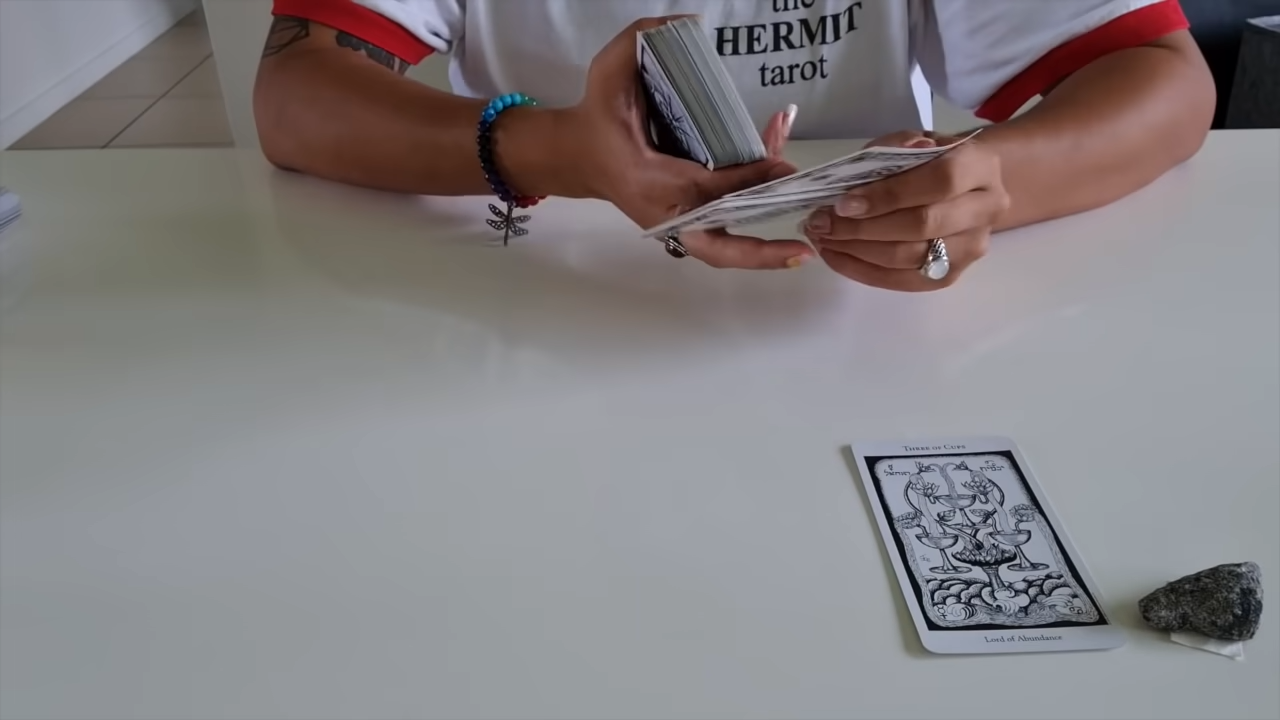 the
HERMIT
tarot
THREE OF CUPS
Lord of Abundance